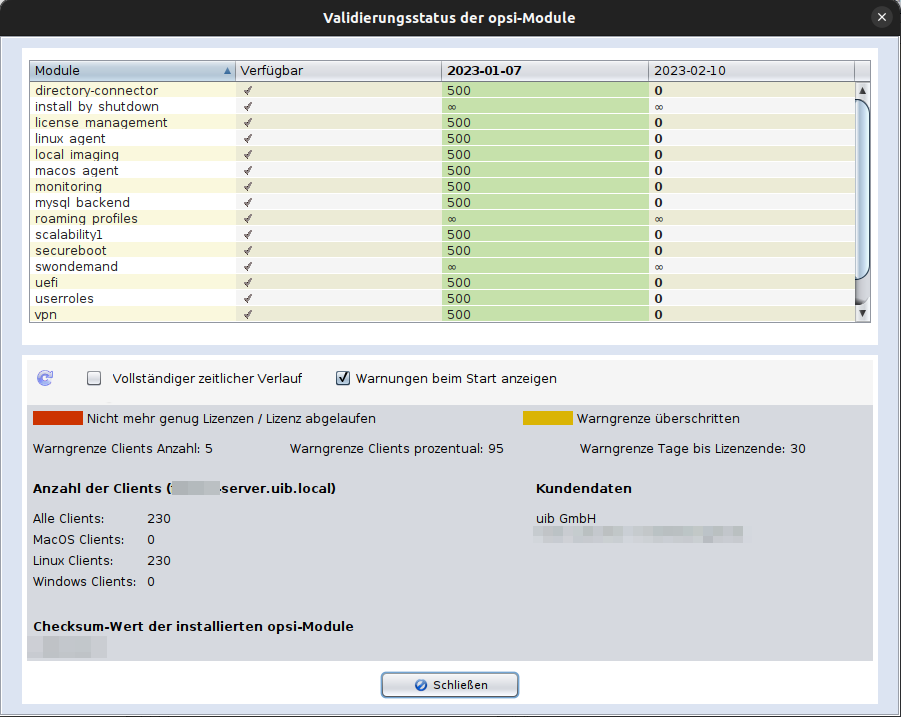 Validierungsstatus der opsi-Module
Module Verfügbar 2023-01-07 2023-02-10
directory-connector ✓ 500 0
install by shutdown ✓ ∞ ∞
license management ✓ 500 0
linux agent ✓ 500 0
local imaging ✓ 500 0
macos agent ✓ 500 0
monitoring ✓ 500 0
mysql backend ✓ 500 0
roaming profiles ✓ ∞ ∞
scalability1 ✓ 500 0
secureboot ✓ 500 0
swondemand ✓ ∞ ∞
uefi ✓ 500 0
userroles ✓ 500 0
vpn ✓ 500 0
Vollständiger zeitlicher Verlauf Warnungen beim Start anzeigen
Nicht mehr genug Lizenzen / Lizenz abgelaufen Warngrenze überschritten
Warngrenze Clients Anzahl: 5 Warngrenze Clients prozentual: 95 Warngrenze Tage bis Lizenzende: 30
Anzahl der Clients ( -server.uib.local) Kundendaten
Alle Clients: 230 uib GmbH
MacOS Clients: 0
Linux Clients: 230
Windows Clients: 0
Checksum-Wert der installierten opsi-Module
Schließen